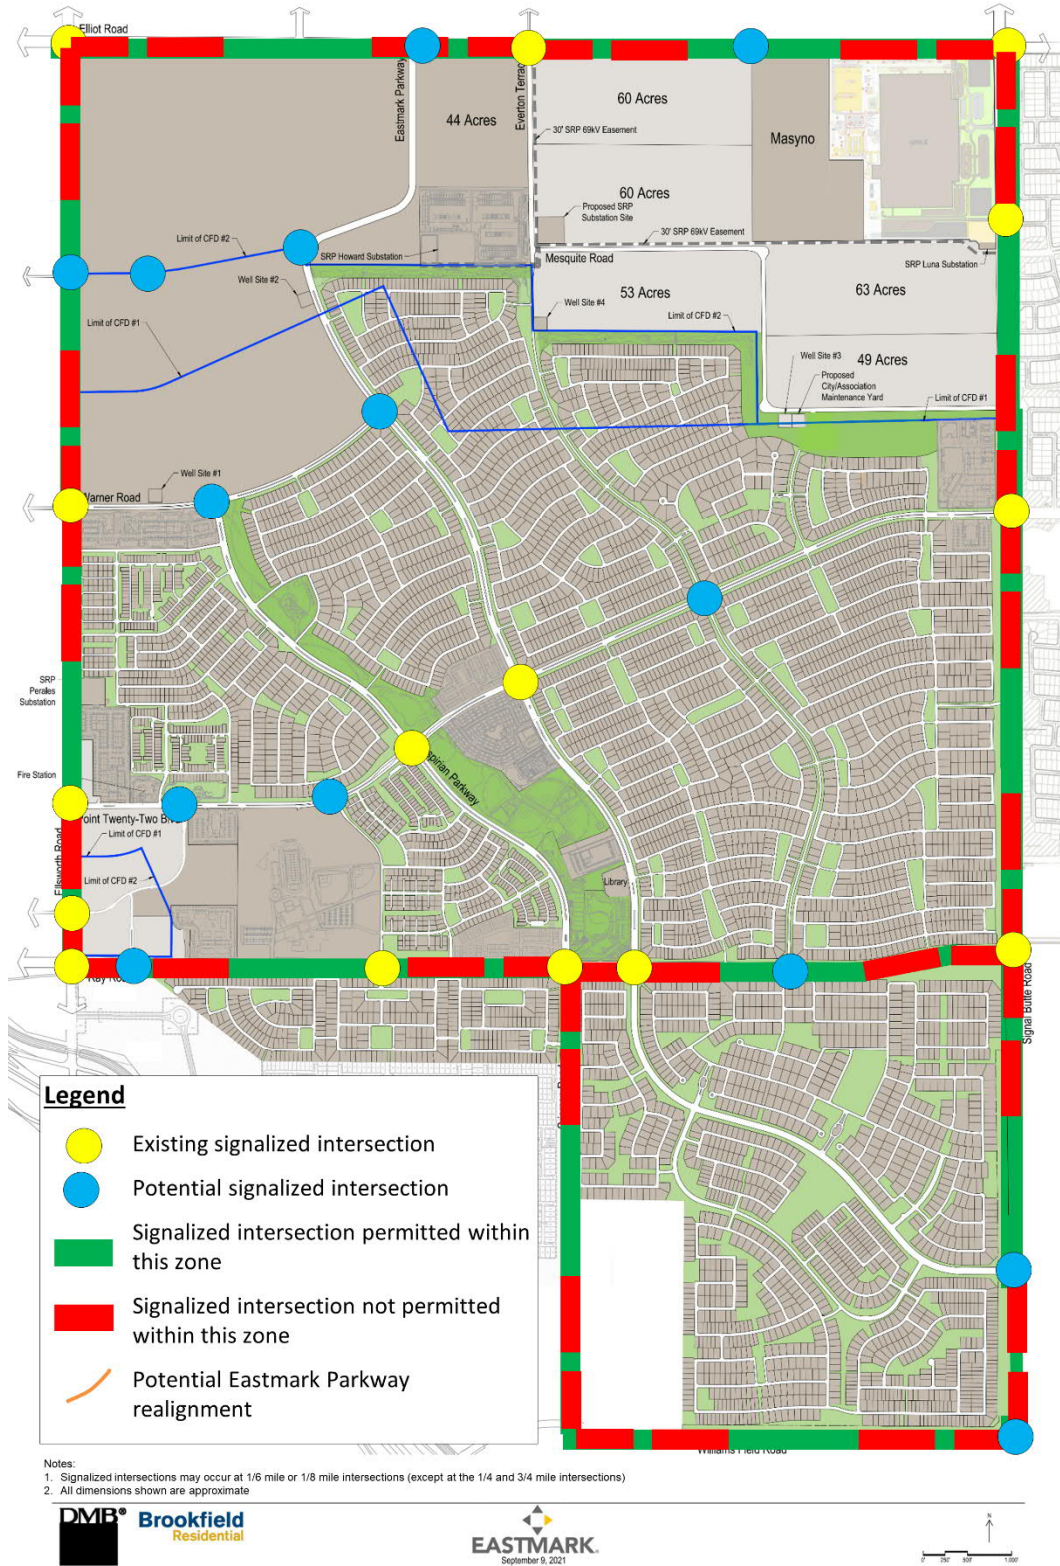 Elliot Road
Eastmark Parkway
Everton Terrace
44 Acres
60 Acres
30' SRP 69kV Easement
Masyno
60 Acres
Proposed SRP
Substation Site
30' SRP 69kV Easement
Limit of CFD #2
SRP Howard Substation
Mesquite Road
SRP Luna Substation
Well Site #2
53 Acres
63 Acres
Well Site #4
Limit of CFD #2
Limit of CFD #1
49 Acres
Well Site #3
Proposed
City/Association
Maintenance Yard
Limit of CFD #1
Well Site #1
Warner Road
SRP
Perales
Substation
Fire Station
Point Twenty-Two Blvd
Limit of CFD #1
Limit of CFD #2
Ellsworth Road
Parkway
Library
Ray
Signal Butte Road
Williams Field Road
Legend
Existing signalized intersection
Potential signalized intersection
Signalized intersection permitted within
this zone
Signalized intersection not permitted
within this zone
Potential Eastmark Parkway
realignment
Notes:
1. Signalized intersections may occur at 1/6 mile or 1/8 mile intersections (except at the 1/4 and 3/4 mile intersections)
2. All dimensions shown are approximate
DMB®
Brookfield
Residential
EASTMARK.
September 9, 2021
N
0' 250' 500' 1,000'